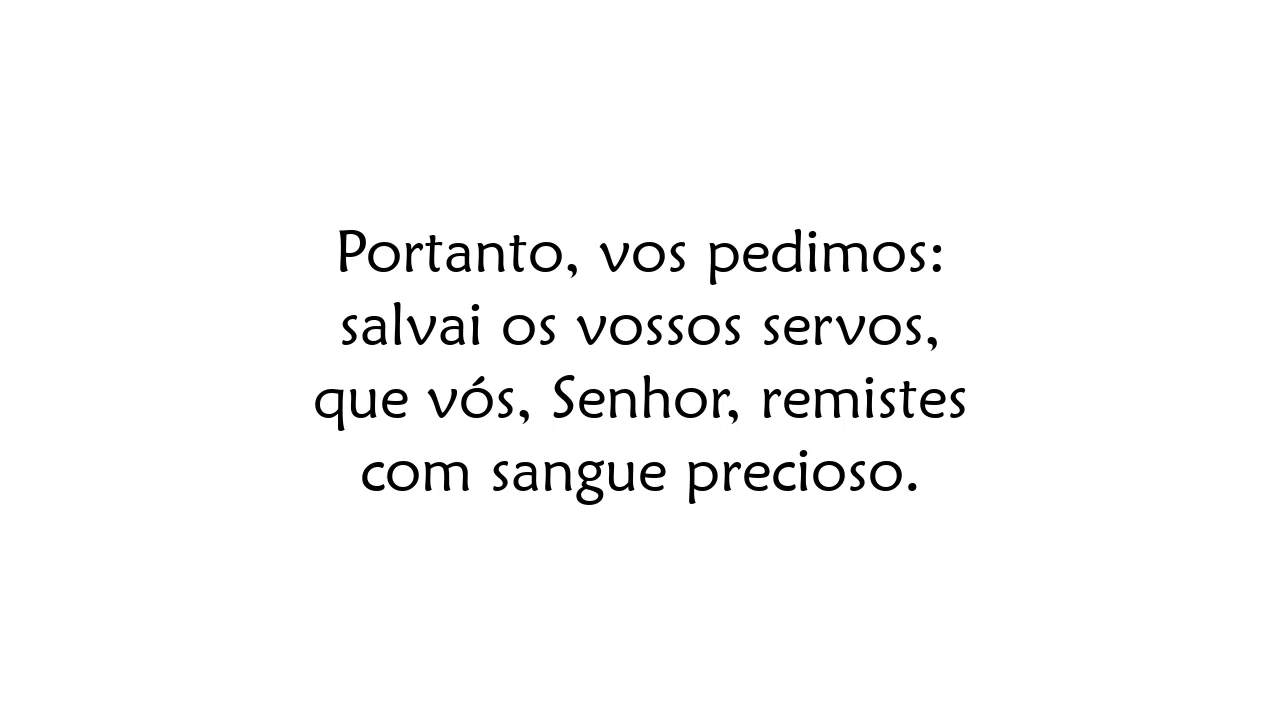 Portanto, vos pedimos:
salvai os vossos servos,
que vós, Senhor, remistes
com sangue precioso.